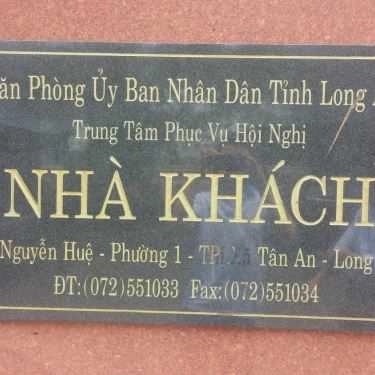 ăn Phòng Ủy Ban Nhân Dân Tỉnh Long
Trung Tâm Phục Vụ Hội Nghị
NHÀ KHÁCH
Nguyễn Huệ - Phường 1 - Tân An - Long
ĐT:(072)551033 Fax:(072)551034